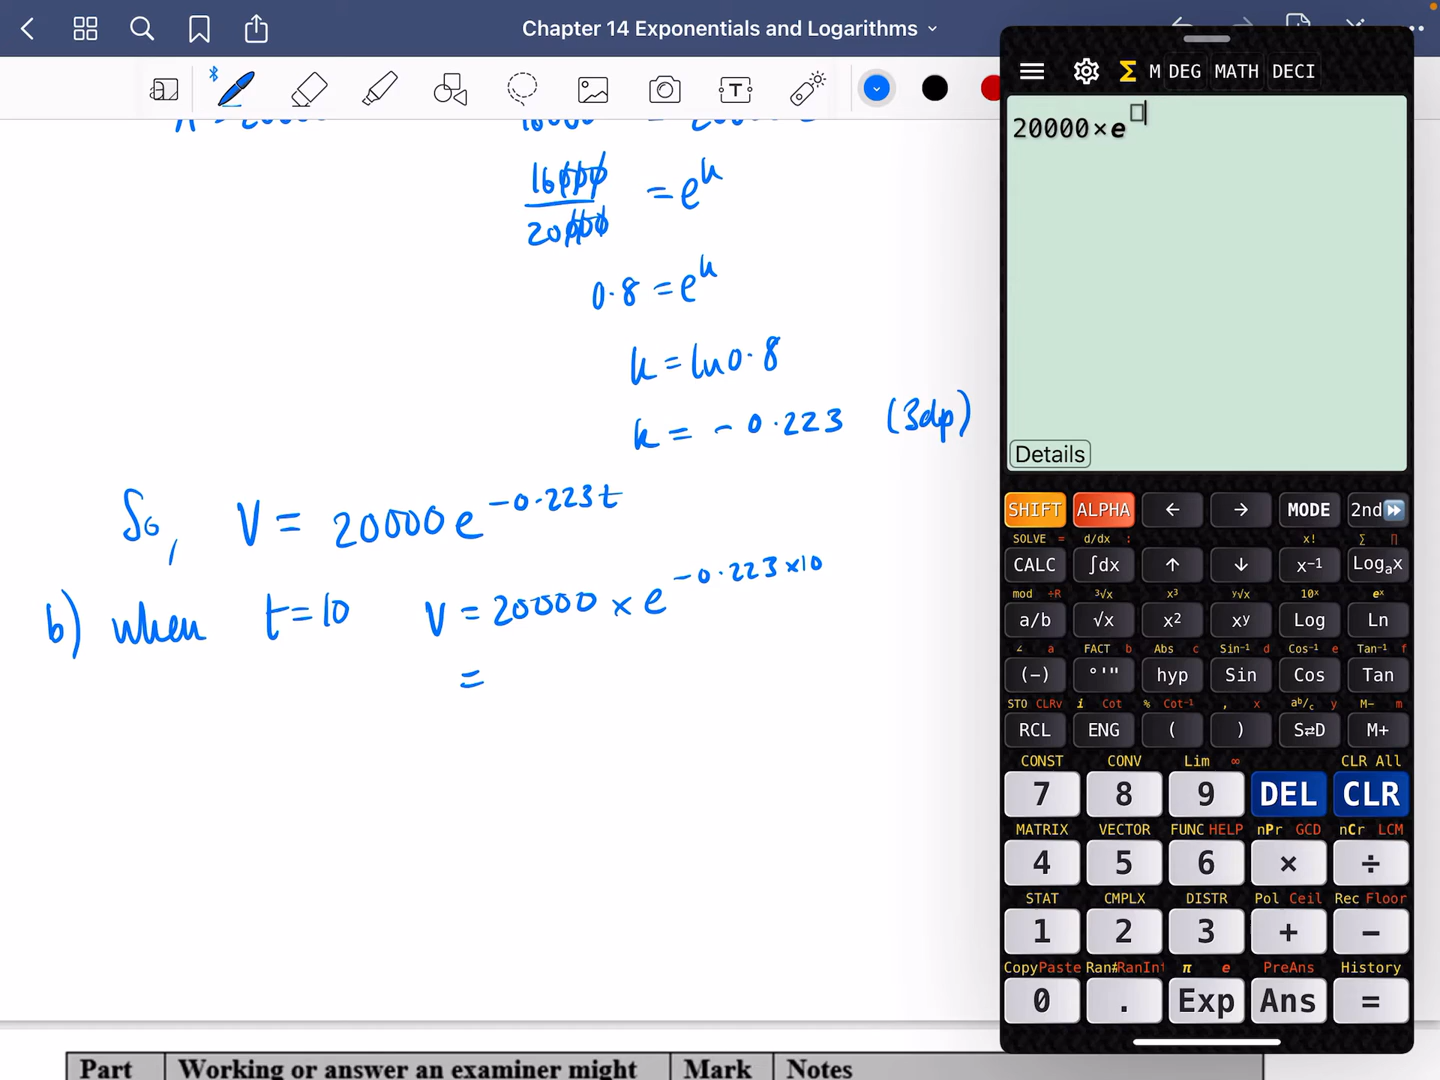 Chapter 14 Exponentials and Logarithms
16000
16000 = e^k
20000
0.8 = e^k
k = ln 0.8
k = -0.223 (3dp)
So, V = 20000e^-0.223t
b) when t = 10 V = 20000 × e^-0.223×10
=
Part Working or answer an examiner might Mark Notes
M DEG MATH DECI
20000×e
Details
SHIFT ALPHA ← → MODE 2nd
SOLVE = d/dx : x! ∑ ∏
CALC ∫dx ↑ ↓ x⁻¹ Logₐx
mod ÷R ³√x x³ ʸ√x 10ˣ eˣ
a/b √x x² xʸ Log Ln
∠ a FACT b Abs c Sin⁻¹ d Cos⁻¹ e Tan⁻¹ f
(-) °'" hyp Sin Cos Tan
STO CLRv i Cot % Cot⁻¹ , x aᵇ/c y M- m
RCL ENG ( ) S⇄D M+
CONST CONV Lim ∞ CLR All
7 8 9 DEL CLR
MATRIX VECTOR FUNC HELP nPr GCD nCr LCM
4 5 6 × ÷
STAT CMPLX DISTR Pol Ceil Rec Floor
1 2 3 + −
Copy Paste Ran# RanInt π e PreAns History
0 . Exp Ans =